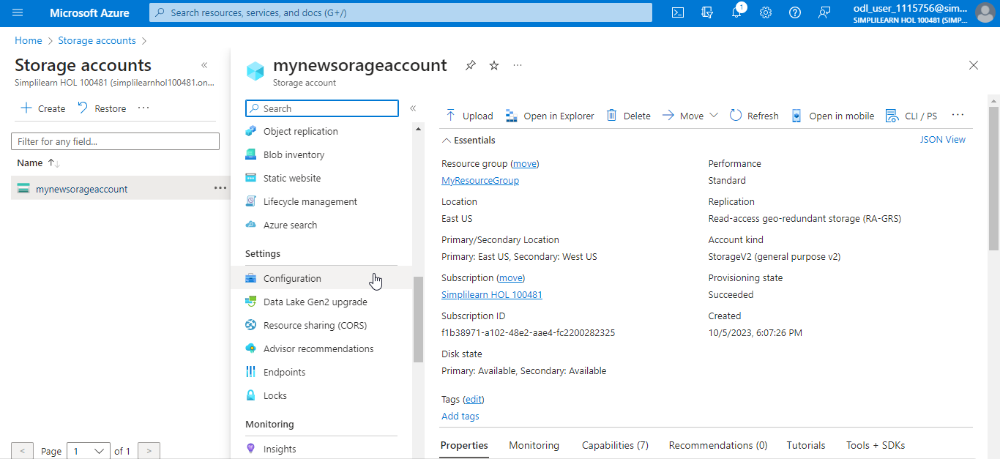 Microsoft Azure
Search resources, services, and docs (G+/)
1
odl_user_1115756@sim...
SIMPLILEARN HOL 100481 (SIMP...
Home > Storage accounts >
Storage accounts
«
Simplilearn HOL 100481 (simplilearnhol100481.on...
+ Create
Restore
...
Filter for any field...
Name ↑↓
mynewsorageaccount
...
< Page 1 of 1 >
mynewsorageaccount
...
Storage account
Search
«
Object replication
Blob inventory
Static website
Lifecycle management
Azure search
Settings
Configuration
Data Lake Gen2 upgrade
Resource sharing (CORS)
Advisor recommendations
Endpoints
Locks
Monitoring
Insights
Upload
Open in Explorer
Delete
Move
Refresh
Open in mobile
CLI / PS
...
Essentials
JSON View
Resource group (move)
MyResourceGroup
Location
East US
Primary/Secondary Location
Primary: East US, Secondary: West US
Subscription (move)
Simplilearn HOL 100481
Subscription ID
f1b38971-a102-48e2-aae4-fc2200282325
Disk state
Primary: Available, Secondary: Available
Performance
Standard
Replication
Read-access geo-redundant storage (RA-GRS)
Account kind
StorageV2 (general purpose v2)
Provisioning state
Succeeded
Created
10/5/2023, 6:07:26 PM
Tags (edit)
Add tags
Properties
Monitoring
Capabilities (7)
Recommendations (0)
Tutorials
Tools + SDKs